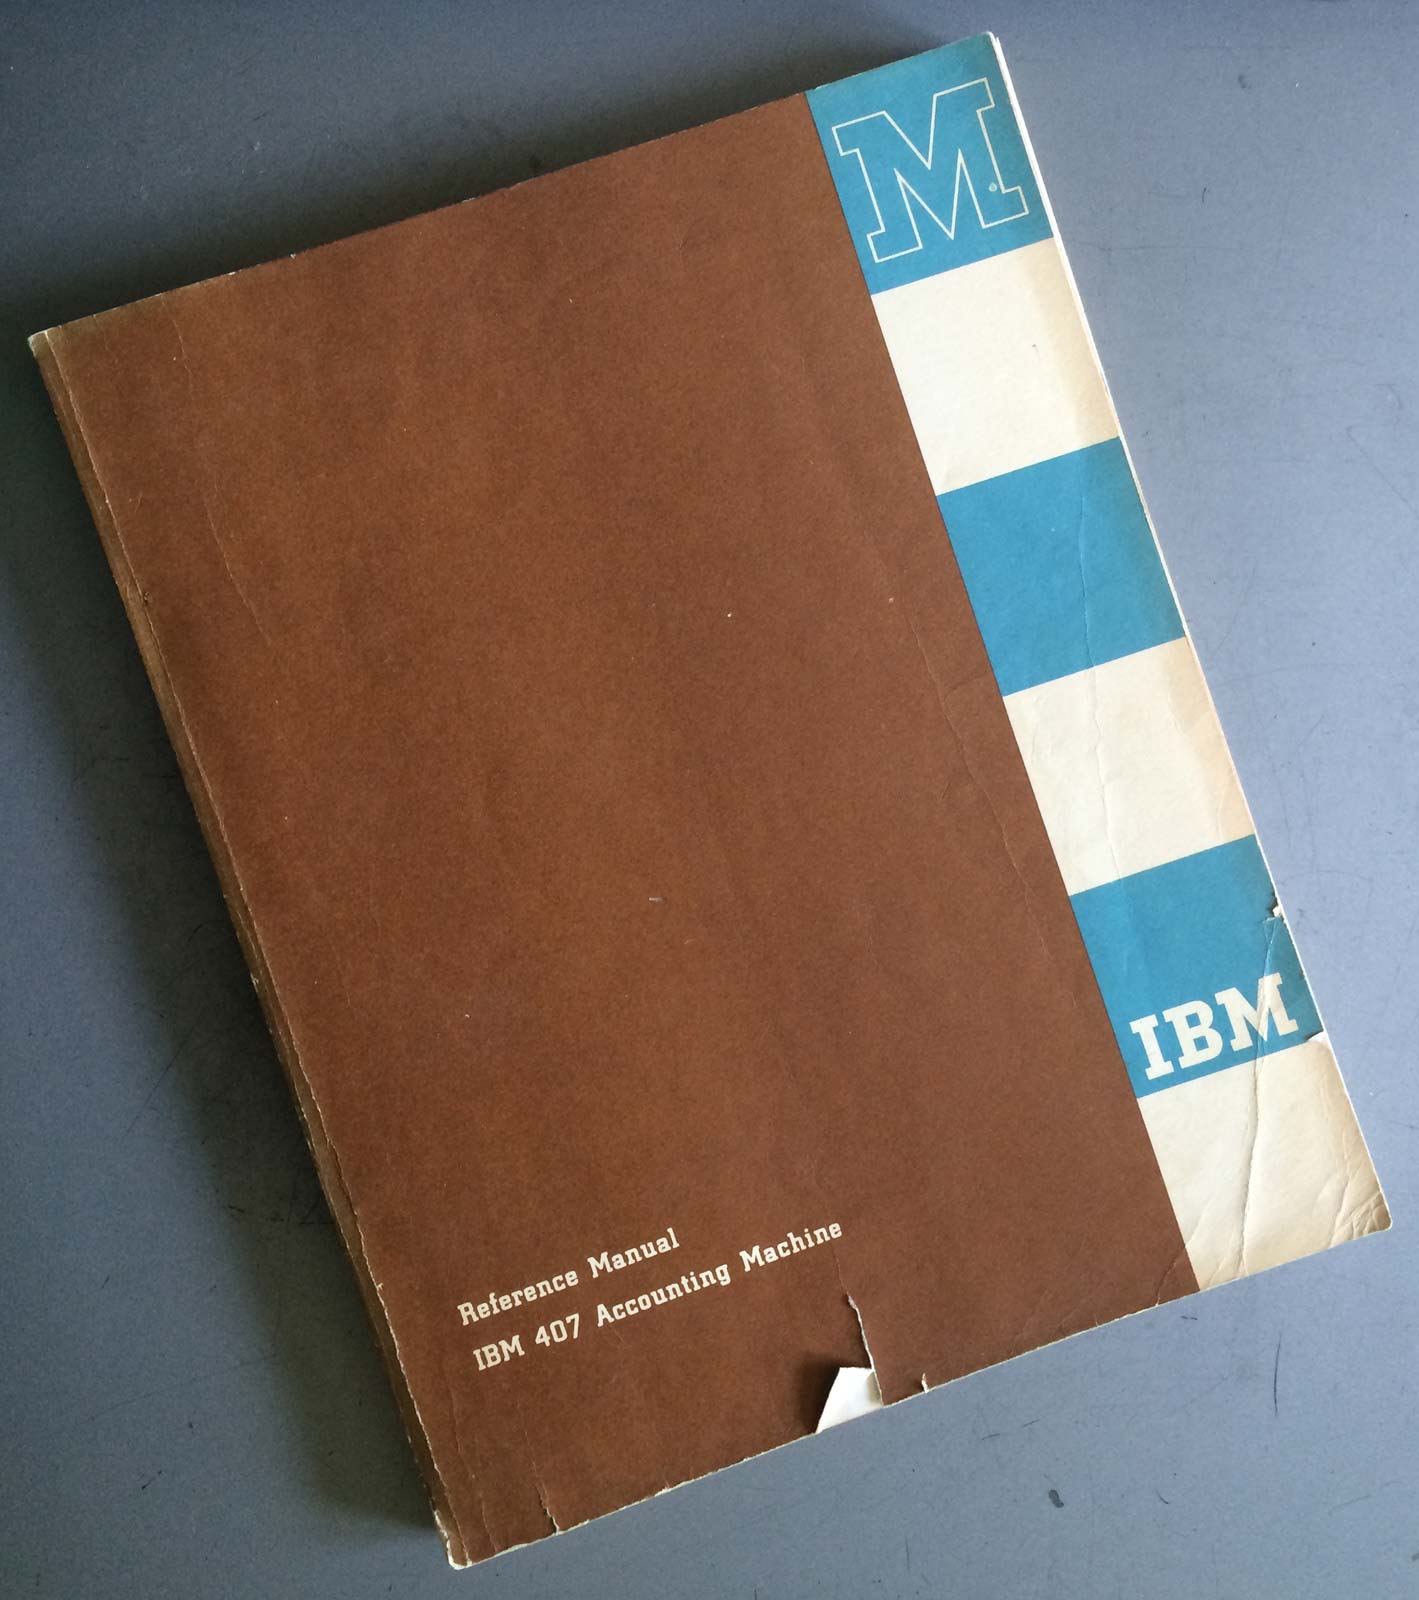 M
IBM
Reference Manual
IBM 407 Accounting Machine